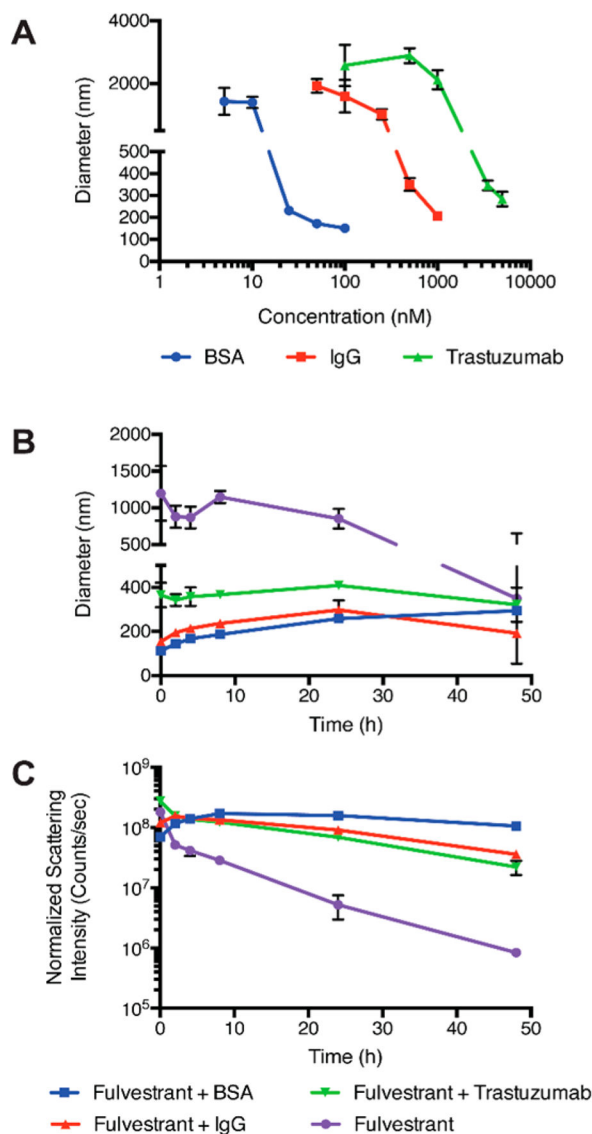 A
Diameter (nm)
4000
2000
500
400
300
200
100
0
1 10 100 1000 10000
Concentration (nM)
BSA IgG Trastuzumab
B
Diameter (nm)
2000
1500
1000
500
400
200
0
0 10 20 30 40 50
Time (h)
C
Normalized Scattering
Intensity (Counts/sec)
10⁹
10⁸
10⁷
10⁶
10⁵
0 10 20 30 40 50
Time (h)
Fulvestrant + BSA Fulvestrant + Trastuzumab
Fulvestrant + IgG Fulvestrant